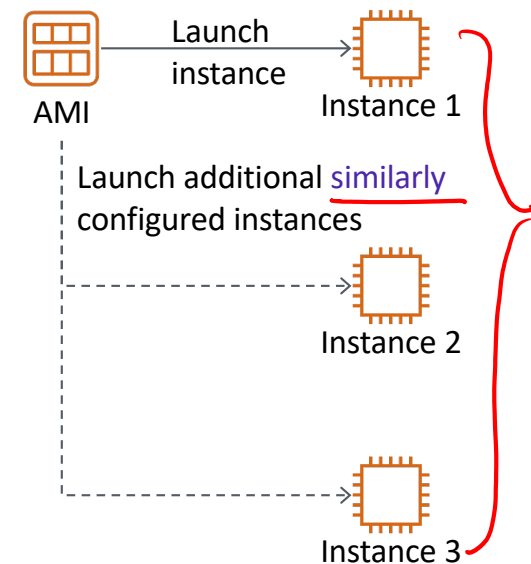 Launch
instance
AMI
Instance 1
Launch additional similarly
configured instances
Instance 2
Instance 3